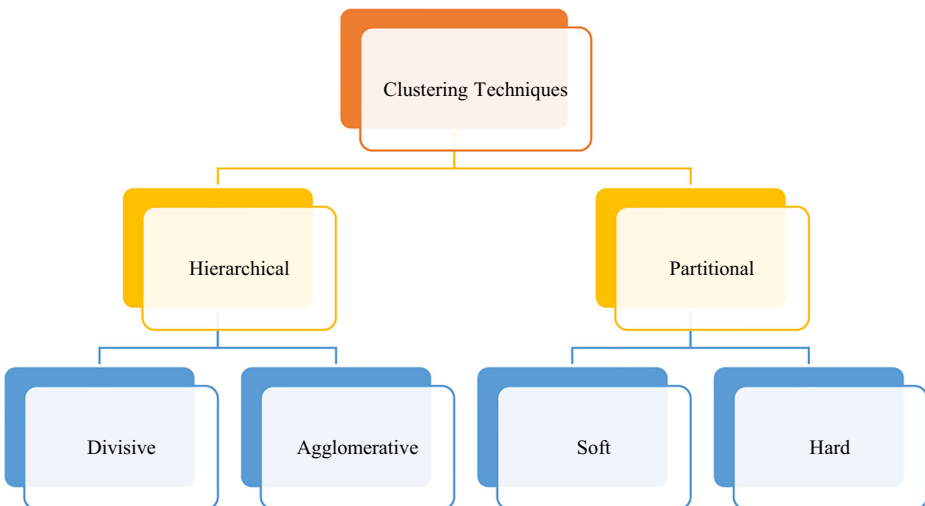 Clustering Techniques
Hierarchical
Partitional
Divisive
Agglomerative
Soft
Hard